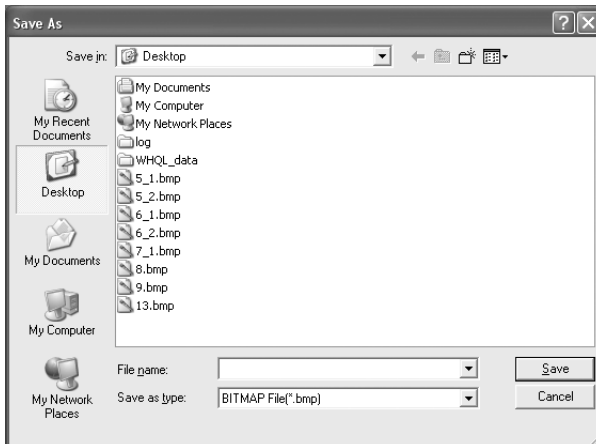 Save As
Save in:
Desktop
My Recent
Documents
Desktop
My Documents
My Computer
My Network
Places
My Documents
My Computer
My Network Places
log
WHQL_data
5_1.bmp
5_2.bmp
6_1.bmp
6_2.bmp
7_1.bmp
8.bmp
9.bmp
13.bmp
File name:
Save
Save as type:
BITMAP File(*.bmp)
Cancel